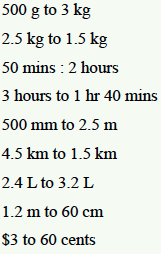 500 g to 3 kg
2.5 kg to 1.5 kg
50 mins : 2 hours
3 hours to 1 hr 40 mins
500 mm to 2.5 m
4.5 km to 1.5 km
2.4 L to 3.2 L
1.2 m to 60 cm
$3 to 60 cents